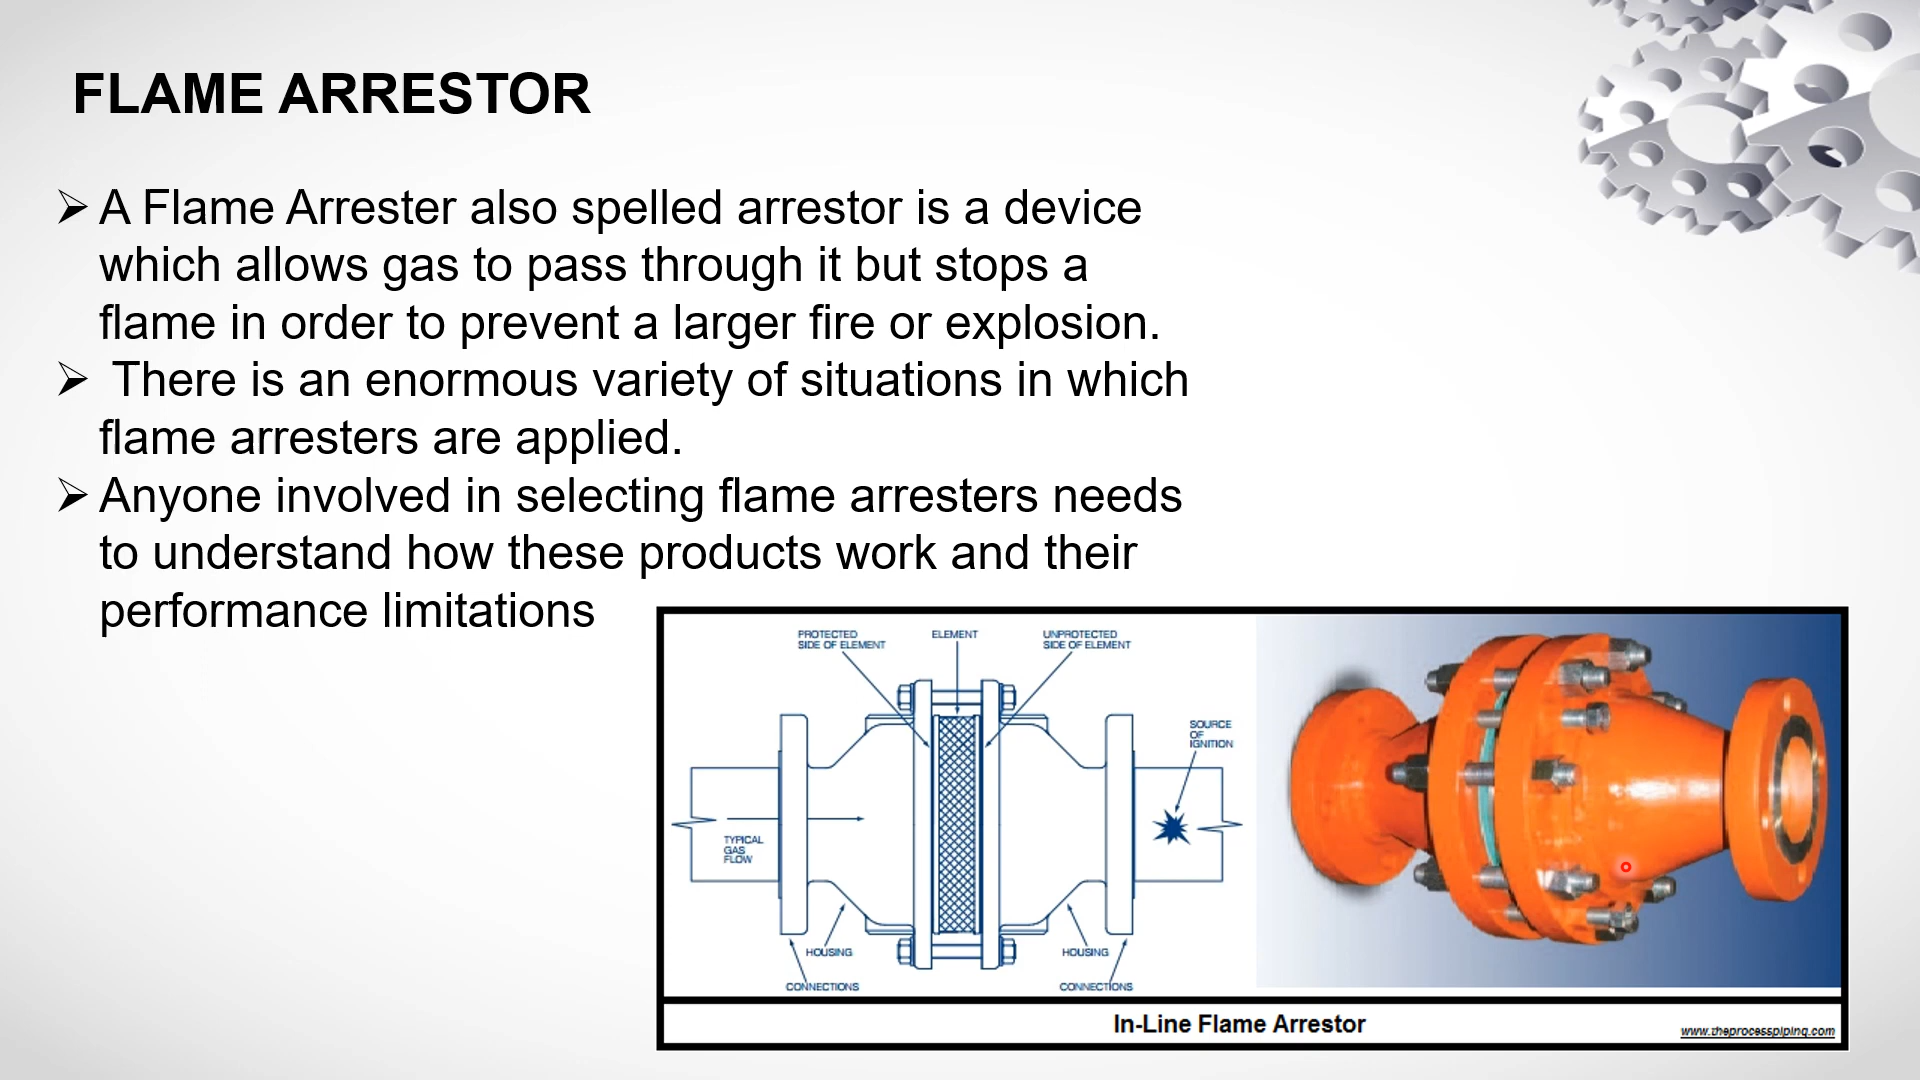 FLAME ARRESTOR
A Flame Arrester also spelled arrestor is a device
which allows gas to pass through it but stops a
flame in order to prevent a larger fire or explosion.
There is an enormous variety of situations in which
flame arresters are applied.
Anyone involved in selecting flame arresters needs
to understand how these products work and their
performance limitations
PROTECTED
SIDE OF ELEMENT
ELEMENT
UNPROTECTED
SIDE OF ELEMENT
SOURCE
OF
IGNITION
TYPICAL
GAS
FLOW
HOUSING
HOUSING
CONNECTIONS
CONNECTIONS
In-Line Flame Arrestor
www.theprocesspiping.com